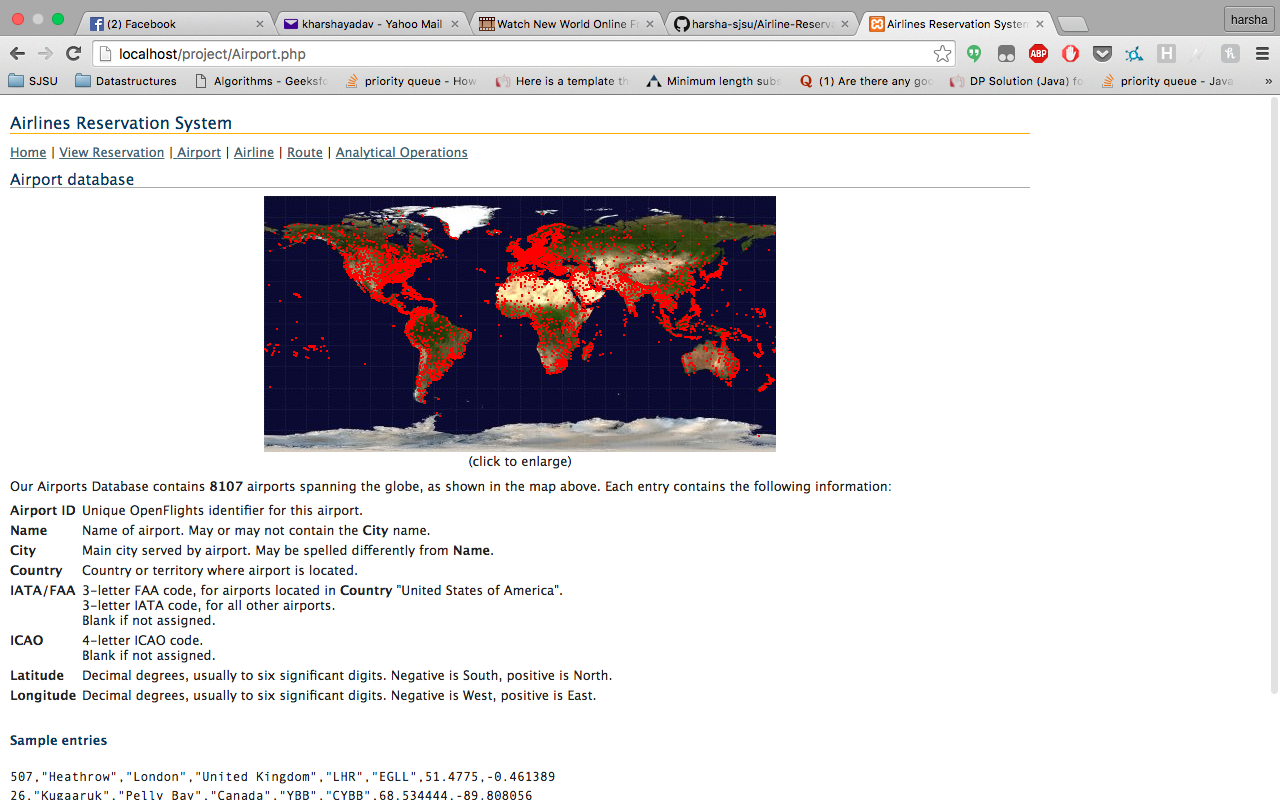 (2) Facebook
kharshayadav - Yahoo Mail
Watch New World Online
harsha-sjsu/Airline-Reserva
Airlines Reservation System
harsha
localhost/project/Airport.php
ABP
SJSU
Datastructures
Algorithms - Geeksfo
priority queue - How
Here is a template th
Minimum length sub
(1) Are there any goo
DP Solution (Java) fo
priority queue - Java
»
Airlines Reservation System
Home | View Reservation | Airport | Airline | Route | Analytical Operations
Airport database
(click to enlarge)
Our Airports Database contains 8107 airports spanning the globe, as shown in the map above. Each entry contains the following information:
Airport ID Unique OpenFlights identifier for this airport.
Name Name of airport. May or may not contain the City name.
City Main city served by airport. May be spelled differently from Name.
Country Country or territory where airport is located.
IATA/FAA 3-letter FAA code, for airports located in Country "United States of America".
3-letter IATA code, for all other airports.
Blank if not assigned.
ICAO 4-letter ICAO code.
Blank if not assigned.
Latitude Decimal degrees, usually to six significant digits. Negative is South, positive is North.
Longitude Decimal degrees, usually to six significant digits. Negative is West, positive is East.
Sample entries
507,"Heathrow","London","United Kingdom","LHR","EGLL",51.4775,-0.461389
26,"Kugaaruk","Pelly Bay","Canada","YBB","CYBB",68.534444,-89.808056